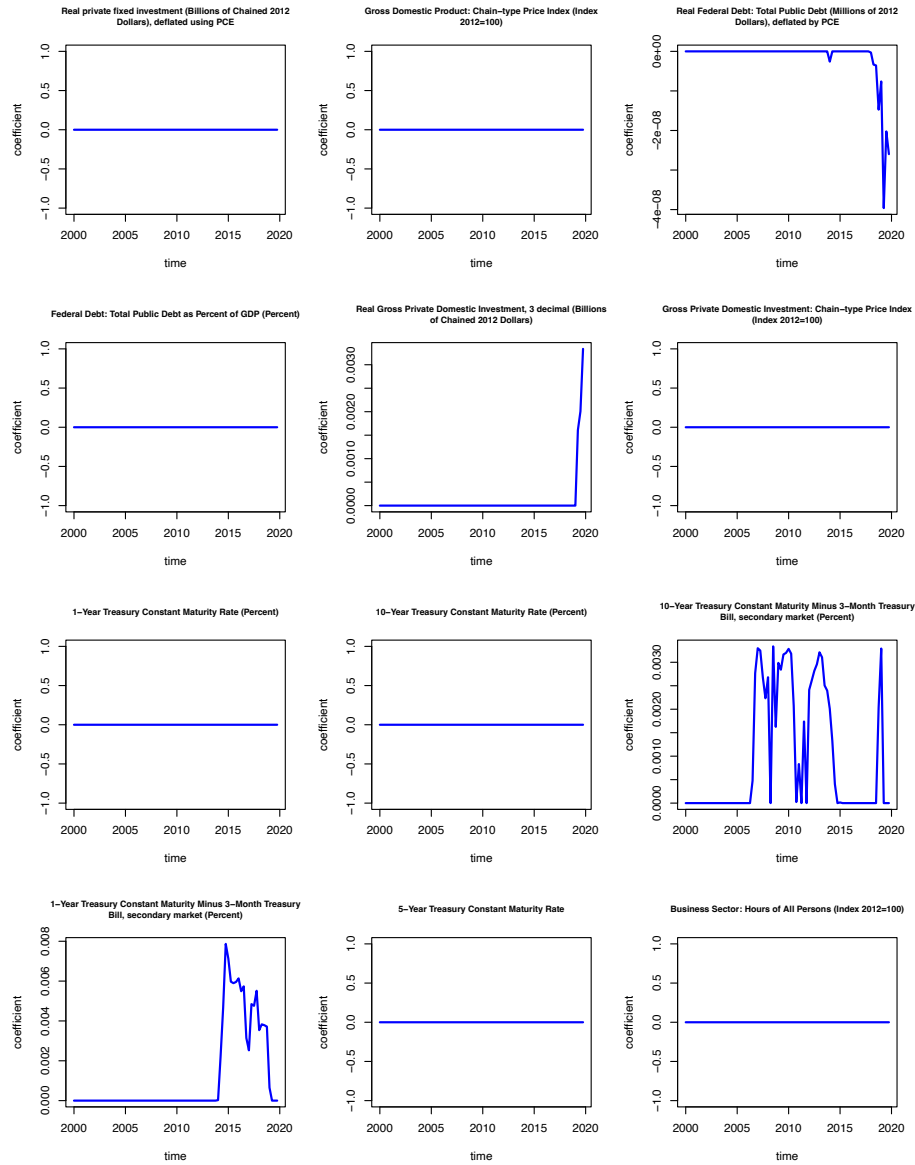 Real private fixed investment (Billions of Chained 2012
Dollars), deflated using PCE
coefficient
1.0
0.5
0.0
−0.5
−1.0
2000 2005 2010 2015 2020
time
Gross Domestic Product: Chain−type Price Index (Index
2012=100)
coefficient
1.0
0.5
0.0
−0.5
−1.0
2000 2005 2010 2015 2020
time
Real Federal Debt: Total Public Debt (Millions of 2012
Dollars), deflated by PCE
coefficient
0e+00
−2e−08
−4e−08
2000 2005 2010 2015 2020
time
Federal Debt: Total Public Debt as Percent of GDP (Percent)
coefficient
1.0
0.5
0.0
−0.5
−1.0
2000 2005 2010 2015 2020
time
Real Gross Private Domestic Investment, 3 decimal (Billions
of Chained 2012 Dollars)
coefficient
0.0030
0.0020
0.0010
0.0000
2000 2005 2010 2015 2020
time
Gross Private Domestic Investment: Chain−type Price Index
(Index 2012=100)
coefficient
1.0
0.5
0.0
−0.5
−1.0
2000 2005 2010 2015 2020
time
1−Year Treasury Constant Maturity Rate (Percent)
coefficient
1.0
0.5
0.0
−0.5
−1.0
2000 2005 2010 2015 2020
time
10−Year Treasury Constant Maturity Rate (Percent)
coefficient
1.0
0.5
0.0
−0.5
−1.0
2000 2005 2010 2015 2020
time
10−Year Treasury Constant Maturity Minus 3−Month Treasury
Bill, secondary market (Percent)
coefficient
0.0030
0.0020
0.0010
0.0000
2000 2005 2010 2015 2020
time
1−Year Treasury Constant Maturity Minus 3−Month Treasury
Bill, secondary market (Percent)
coefficient
0.008
0.006
0.004
0.002
0.000
2000 2005 2010 2015 2020
time
5−Year Treasury Constant Maturity Rate
coefficient
1.0
0.5
0.0
−0.5
−1.0
2000 2005 2010 2015 2020
time
Business Sector: Hours of All Persons (Index 2012=100)
coefficient
1.0
0.5
0.0
−0.5
−1.0
2000 2005 2010 2015 2020
time